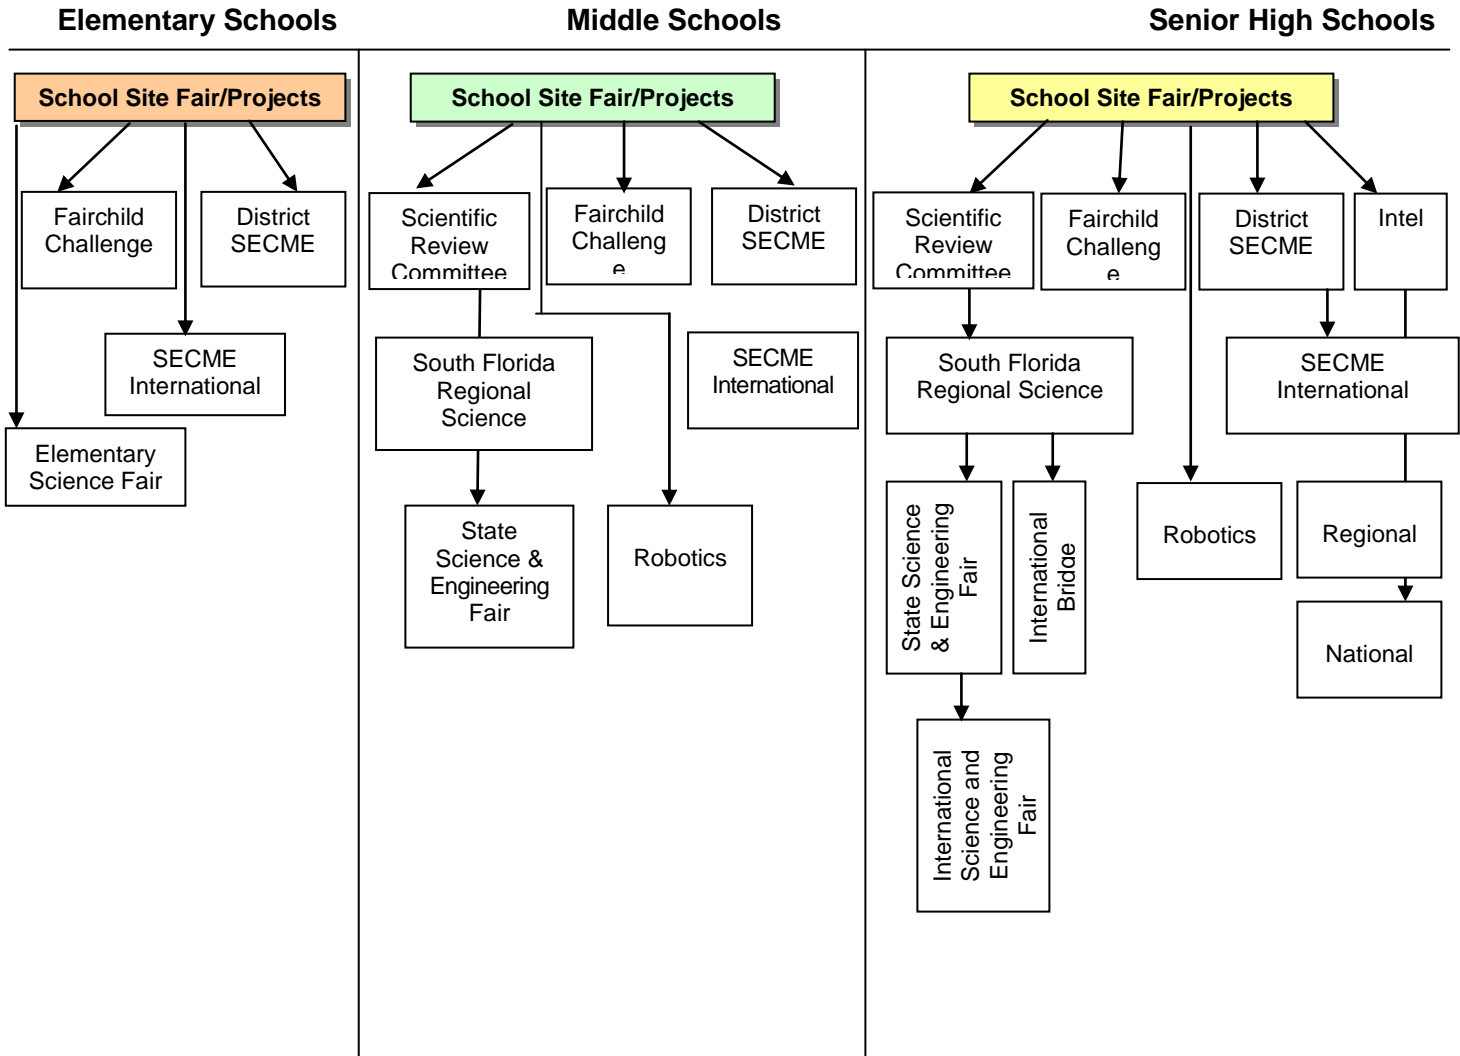 Elementary Schools
Middle Schools
Senior High Schools
School Site Fair/Projects
Fairchild
Challenge
District
SECME
SECME
International
Elementary
Science Fair
School Site Fair/Projects
Scientific
Review
Committee
Fairchild
Challeng
e
District
SECME
South Florida
Regional
Science
SECME
International
State
Science &
Engineering
Fair
Robotics
School Site Fair/Projects
Scientific
Review
Committee
Fairchild
Challeng
e
District
SECME
Intel
South Florida
Regional Science
SECME
International
State Science
& Engineering
Fair
International
Bridge
Robotics
Regional
National
International
Science and
Engineering
Fair